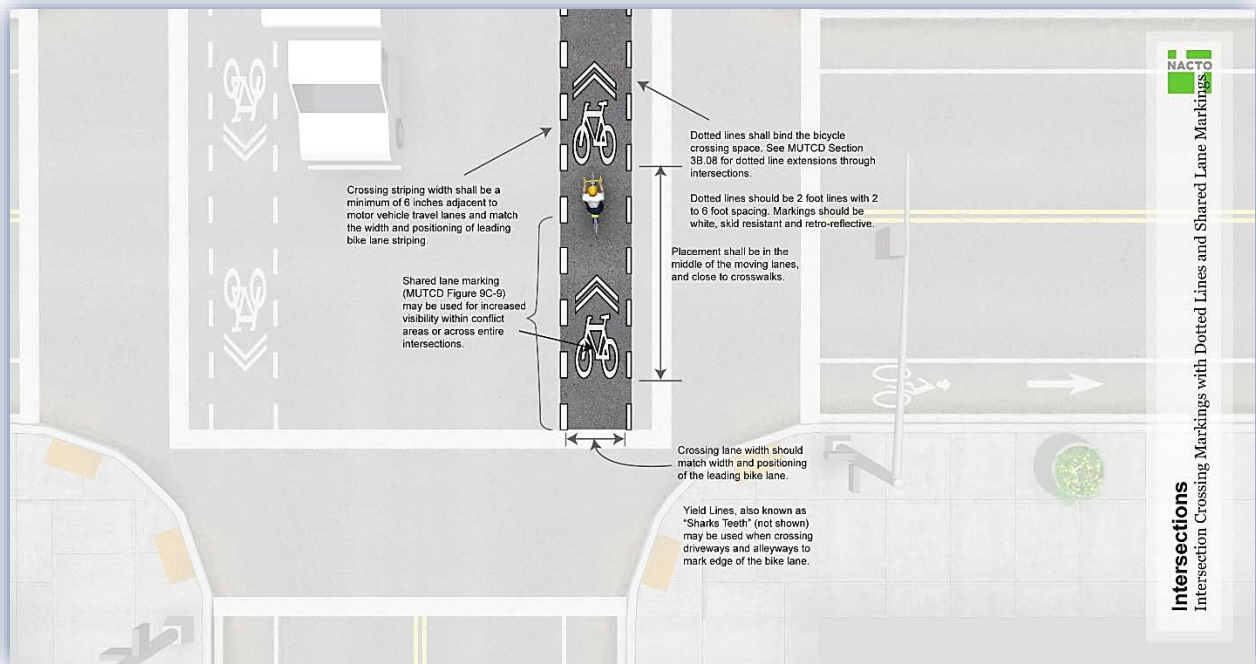 NACTO
Intersections
Intersection Crossing Markings with Dotted Lines and Shared Lane Markings
Dotted lines shall bind the bicycle
crossing space. See MUTCD Section
3B.08 for dotted line extensions through
intersections.
Dotted lines should be 2 foot lines with 2
to 6 foot spacing. Markings should be
white, skid resistant and retro-reflective.
Crossing striping width shall be a
minimum of 6 inches adjacent to
motor vehicle travel lanes and match
the width and positioning of leading
bike lane striping.
Placement shall be in the
middle of the moving lanes,
and close to crosswalks.
Shared lane marking
(MUTCD Figure 9C-9)
may be used for increased
visibility within conflict
areas or across entire
intersections.
Crossing lane width should
match width and positioning
of the leading bike lane.
Yield Lines, also known as
“Sharks Teeth” (not shown)
may be used when crossing
driveways and alleyways to
mark edge of the bike lane.